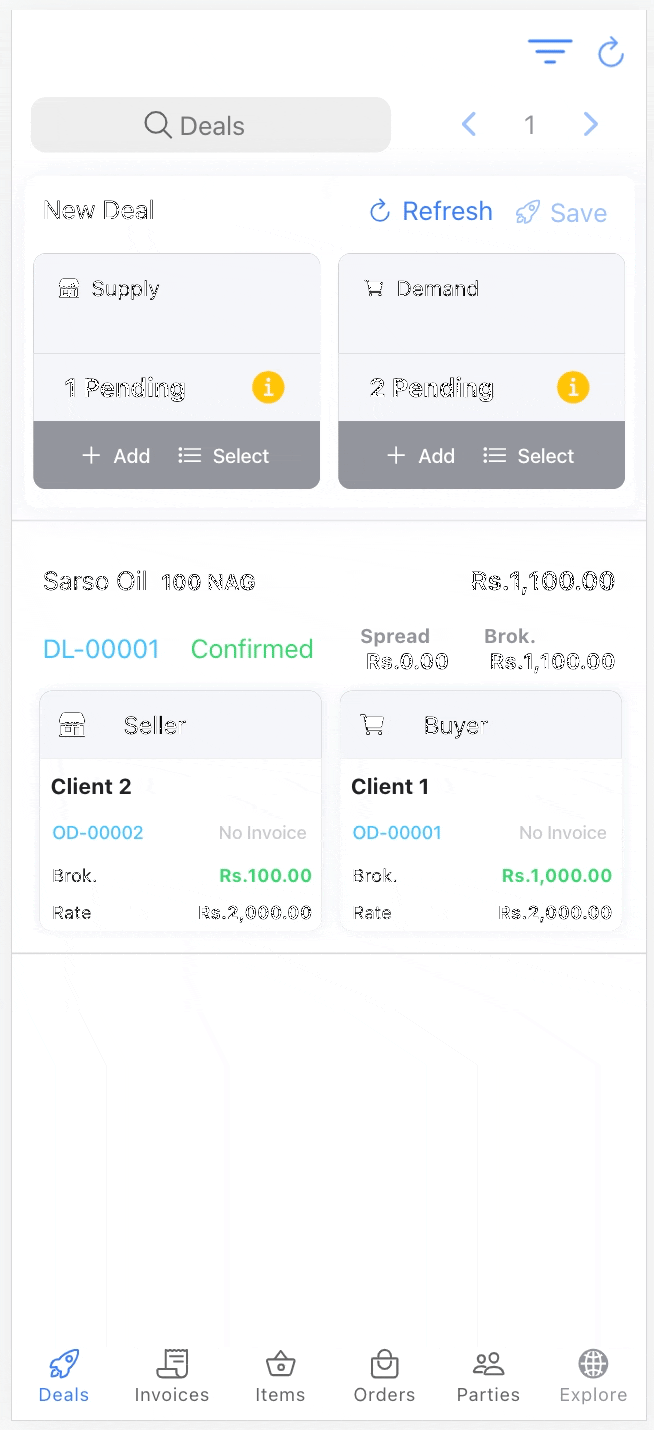 Deals
1
New Deal Refresh Save
Supply Demand
1 Pending 2 Pending
Add Select Add Select
Sarso Oil 100 NAG Rs.1,100.00
DL-00001 Confirmed Spread Brok.
Rs.0.00 Rs.1,100.00
Seller Buyer
Client 2 Client 1
OD-00002 No Invoice OD-00001 No Invoice
Brok. Rs.100.00 Brok. Rs.1,000.00
Rate Rs.2,000.00 Rate Rs.2,000.00
Deals Invoices Items Orders Parties Explore